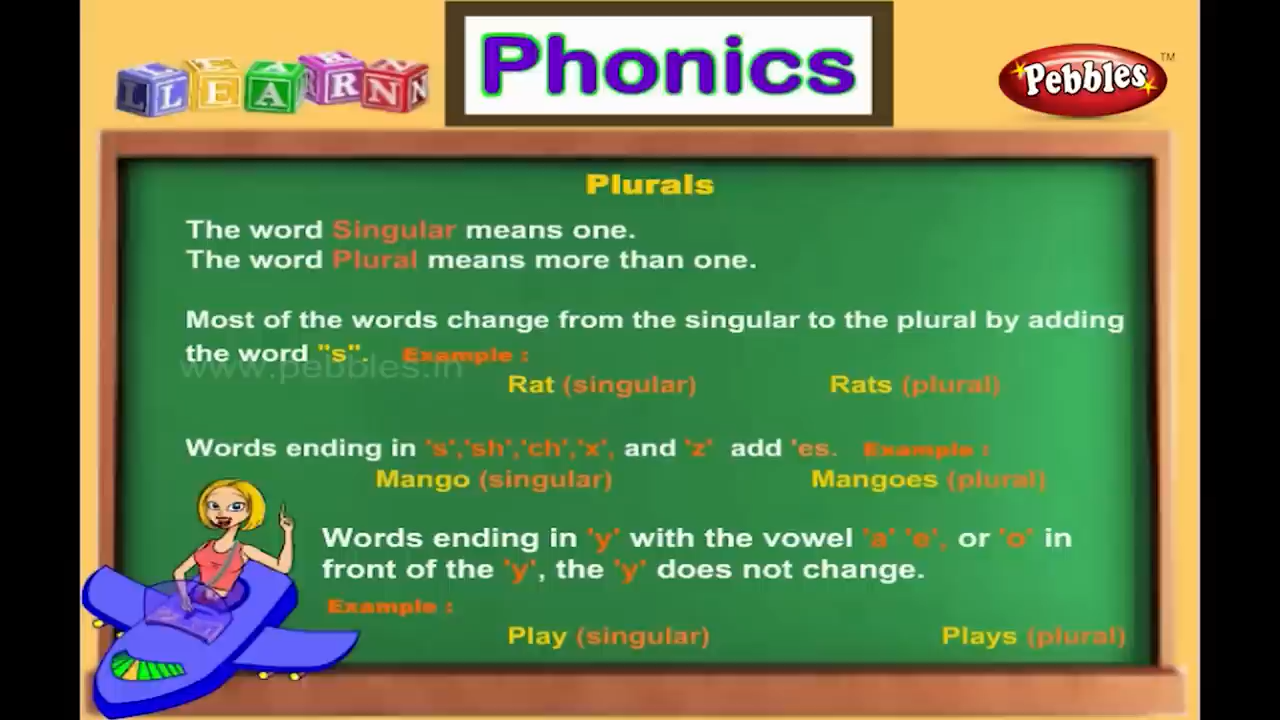 LEARN
Phonics
Pebbles™
Plurals
The word Singular means one.
The word Plural means more than one.
Most of the words change from the singular to the plural by adding
the word "s". Example :
www.pebbles.in
Rat (singular) Rats (plural)
Words ending in 's','sh','ch','x', and 'z' add 'es. Example :
Mango (singular) Mangoes (plural)
Words ending in 'y' with the vowel 'a' 'e', or 'o' in
front of the 'y', the 'y' does not change.
Example :
Play (singular) Plays (plural)